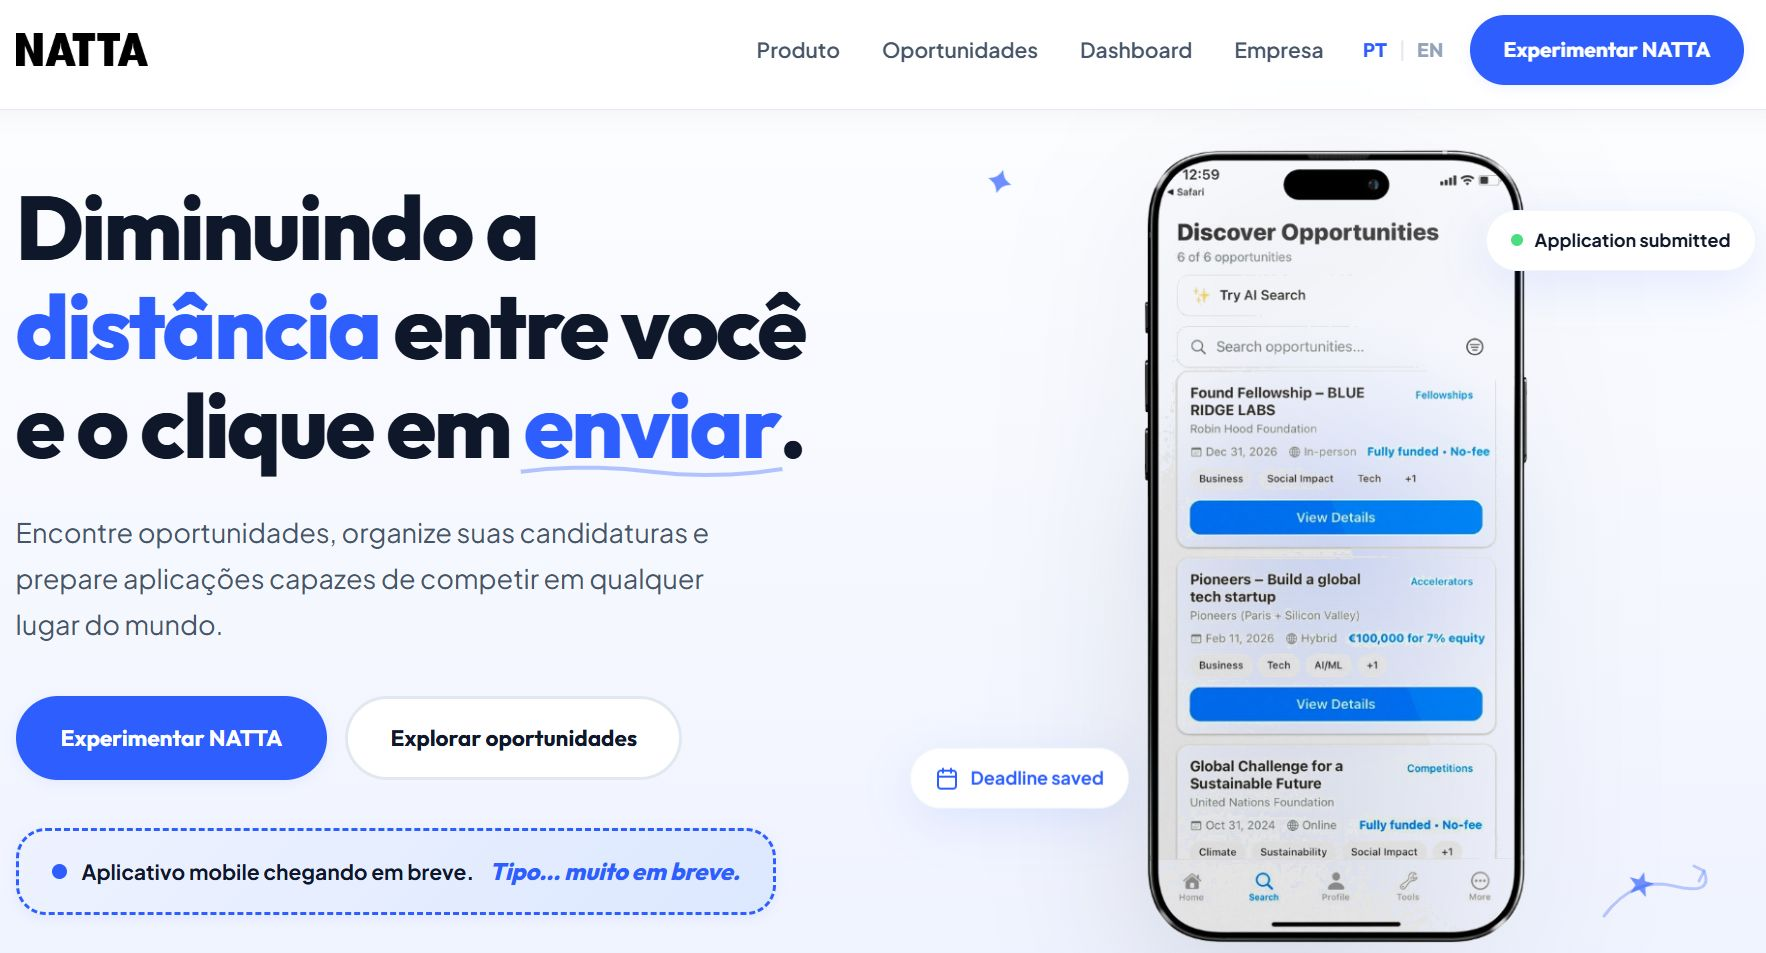 NATTA
Produto
Oportunidades
Dashboard
Empresa
PT | EN
Experimentar NATTA
Diminuindo a
distância entre você
e o clique em enviar.
Encontre oportunidades, organize suas candidaturas e
prepare aplicações capazes de competir em qualquer
lugar do mundo.
Experimentar NATTA
Explorar oportunidades
Aplicativo mobile chegando em breve. Tipo... muito em breve.
12:59
Safari
Discover Opportunities
6 of 6 opportunities
Try AI Search
Search opportunities...
Found Fellowship – BLUE
RIDGE LABS
Fellowships
Robin Hood Foundation
Dec 31, 2026 In-person Fully funded • No-fee
Business Social Impact Tech +1
View Details
Pioneers – Build a global
tech startup
Accelerators
Pioneers (Paris + Silicon Valley)
Feb 11, 2026 Hybrid €100,000 for 7% equity
Business Tech AI/ML +1
View Details
Global Challenge for a
Sustainable Future
Competitions
United Nations Foundation
Oct 31, 2024 Online Fully funded • No-fee
Climate Sustainability Social Impact +1
Home Search Profile Tools More
Application submitted
Deadline saved